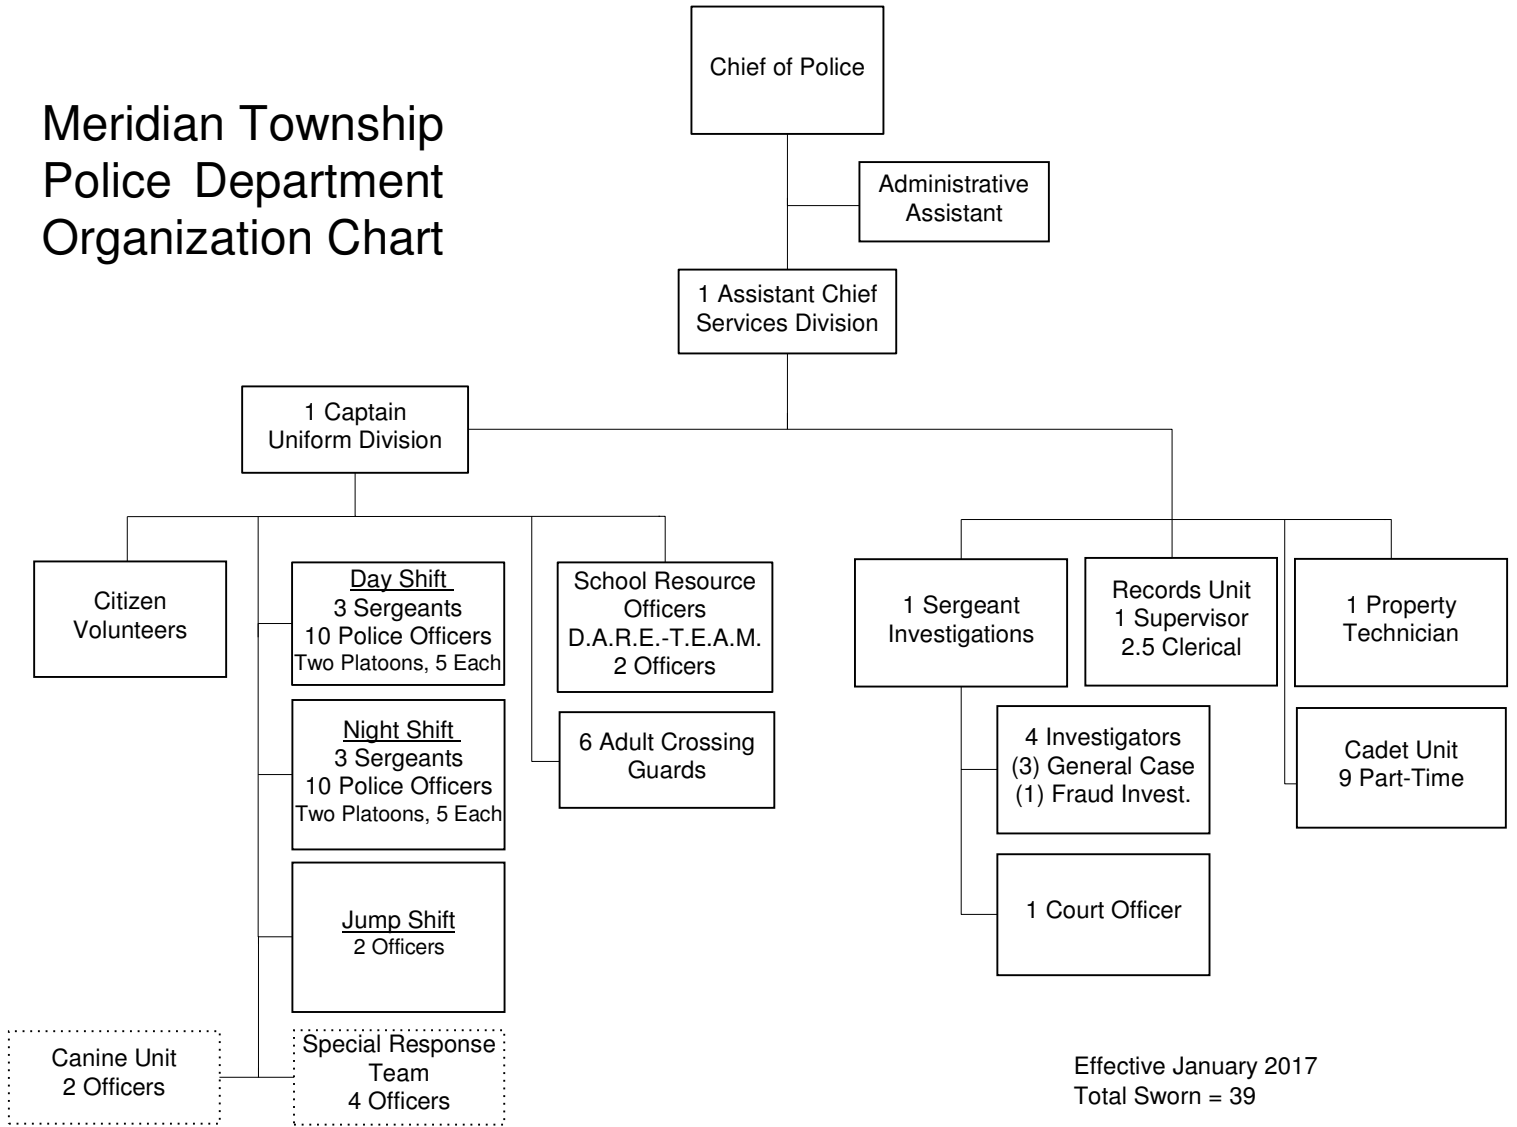 Meridian Township
Police Department
Organization Chart
Chief of Police
Administrative
Assistant
1 Assistant Chief
Services Division
1 Captain
Uniform Division
Citizen
Volunteers
Day Shift
3 Sergeants
10 Police Officers
Two Platoons, 5 Each
Night Shift
3 Sergeants
10 Police Officers
Two Platoons, 5 Each
Jump Shift
2 Officers
Canine Unit
2 Officers
Special Response
Team
4 Officers
School Resource
Officers
D.A.R.E.-T.E.A.M.
2 Officers
6 Adult Crossing
Guards
1 Sergeant
Investigations
4 Investigators
(3) General Case
(1) Fraud Invest.
1 Court Officer
Records Unit
1 Supervisor
2.5 Clerical
1 Property
Technician
Cadet Unit
9 Part-Time
Effective January 2017
Total Sworn = 39